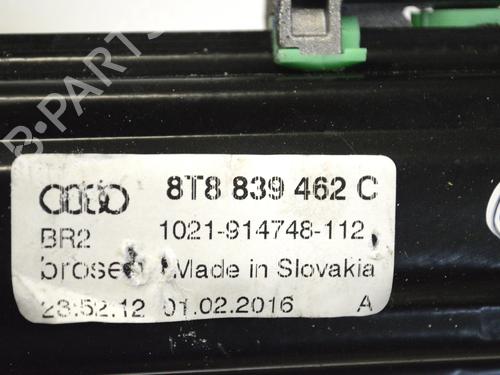 B-PARTS
8T8 839 462 C
BR2 1021-914748-112
brose Made in Slovakia
23:52.12 01.02.2016 A